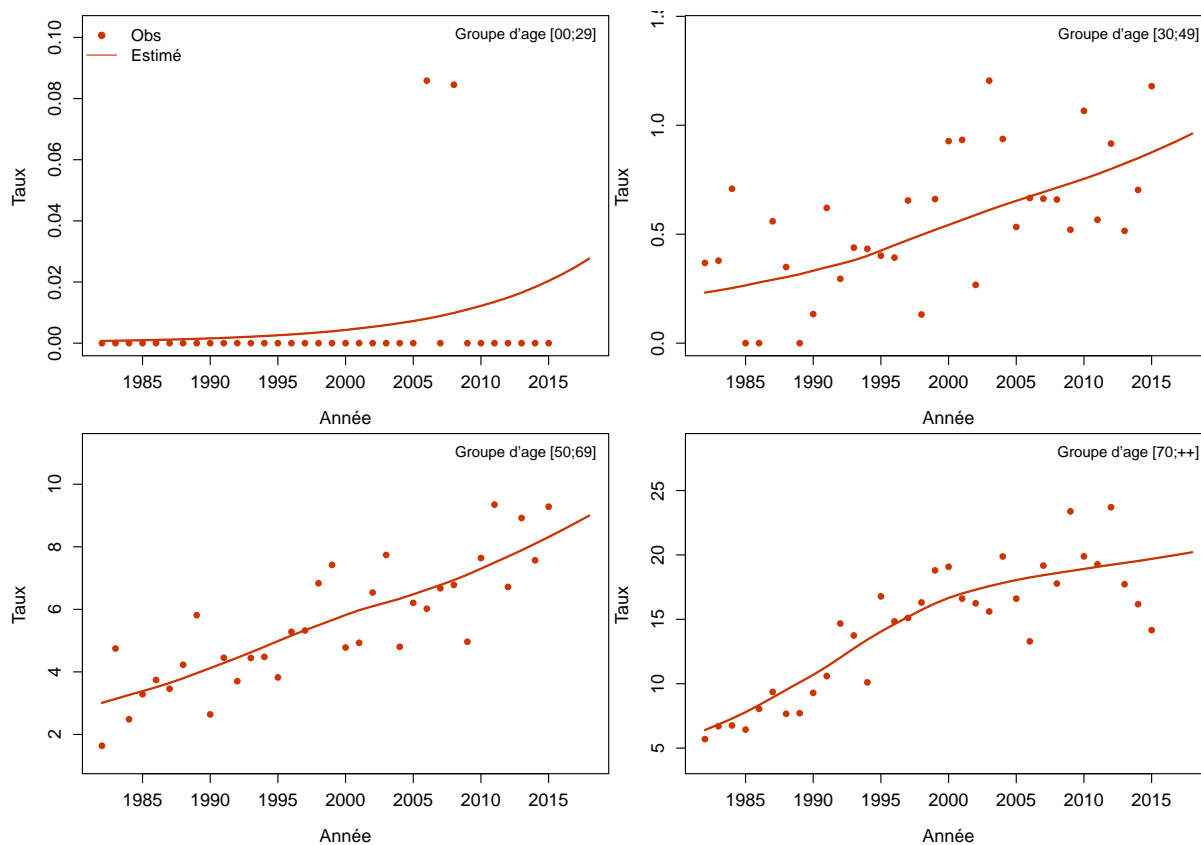 Groupe d'age [00;29]
Obs
Estimé
Taux
0.00 0.02 0.04 0.06 0.08 0.10
1985 1990 1995 2000 2005 2010 2015
Année
Groupe d'age [30;49]
Taux
0.0 0.5 1.0 1.5
1985 1990 1995 2000 2005 2010 2015
Année
Groupe d'age [50;69]
Taux
2 4 6 8 10
1985 1990 1995 2000 2005 2010 2015
Année
Groupe d'age [70;++]
Taux
5 10 15 20 25
1985 1990 1995 2000 2005 2010 2015
Année